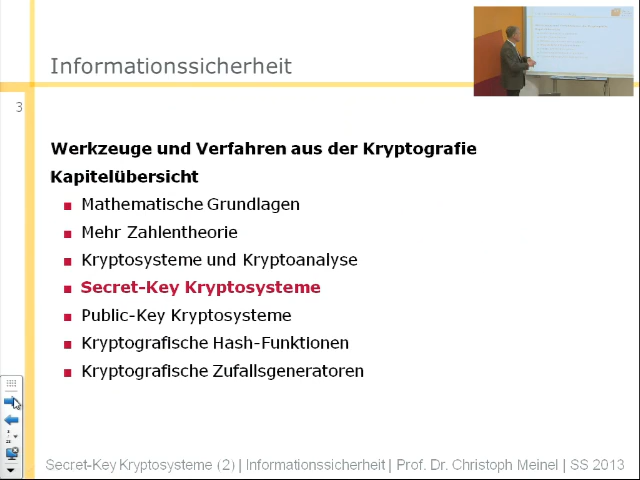 Informationssicherheit
3
Werkzeuge und Verfahren aus der Kryptografie
Kapitelübersicht
Mathematische Grundlagen
Mehr Zahlentheorie
Kryptosysteme und Kryptoanalyse
Secret-Key Kryptosysteme
Public-Key Kryptosysteme
Kryptografische Hash-Funktionen
Kryptografische Zufallsgeneratoren
Secret-Key Kryptosysteme (2) | Informationssicherheit | Prof. Dr. Christoph Meinel | SS 2013